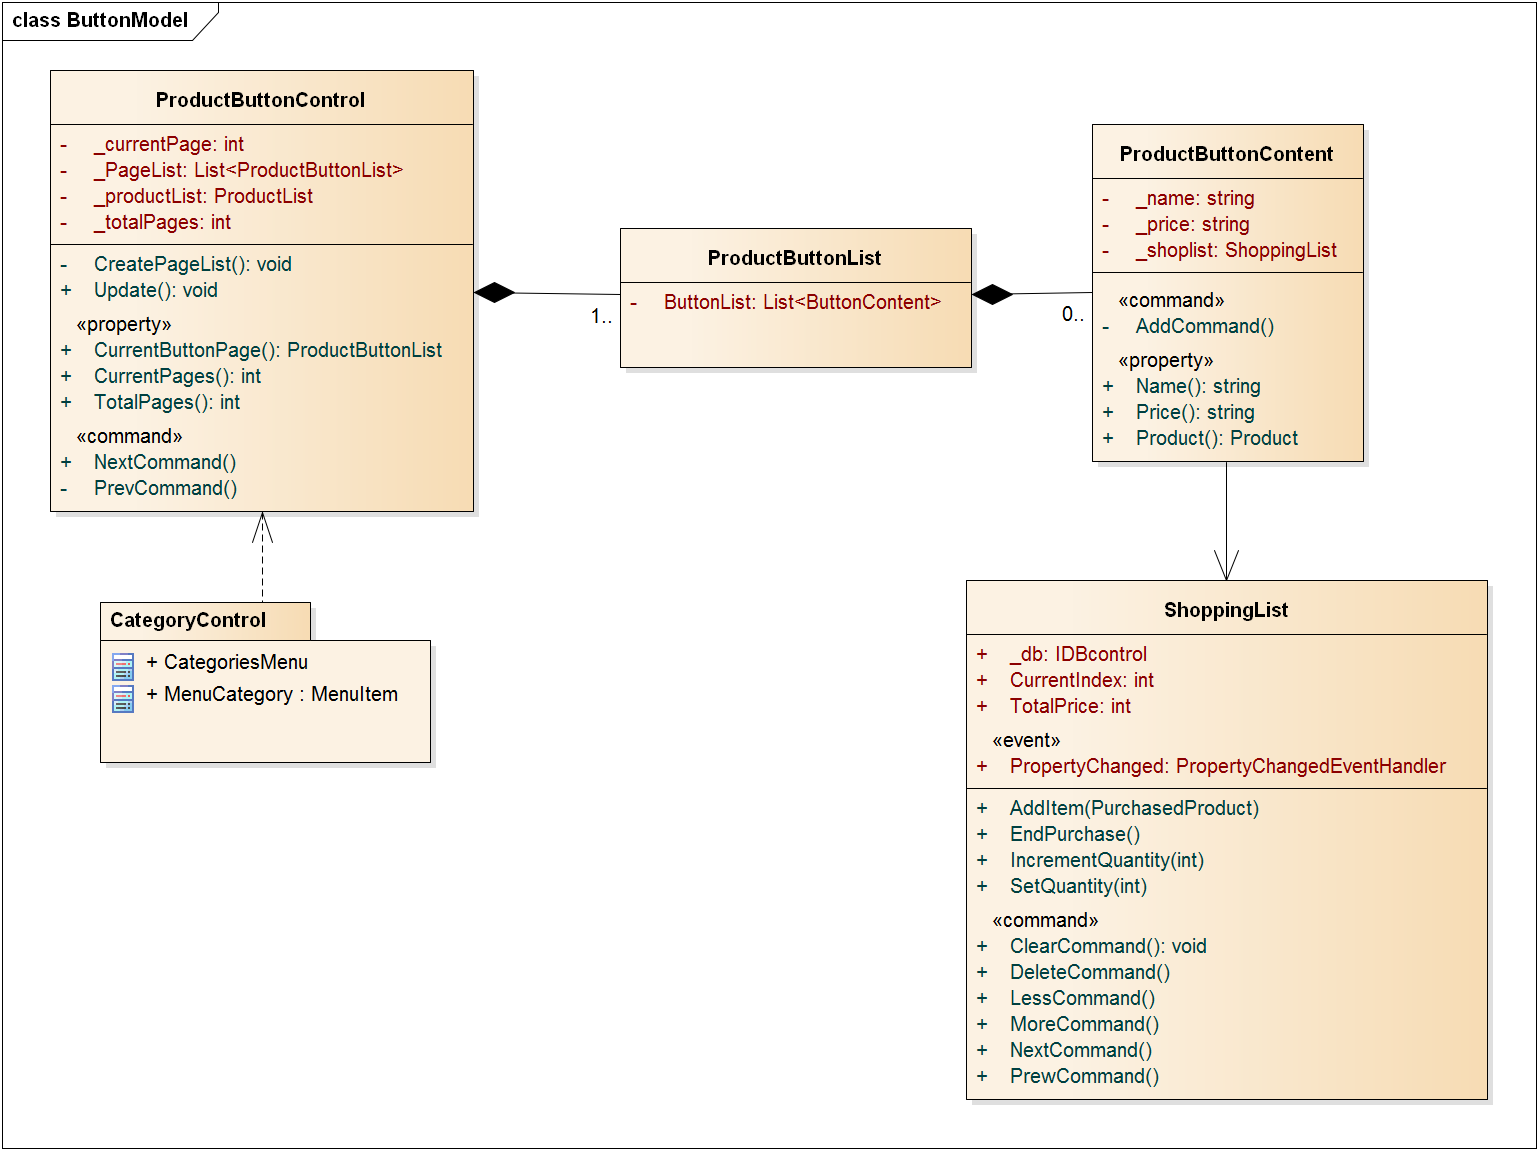 class ButtonModel
ProductButtonControl
- _currentPage: int
- _PageList: List<ProductButtonList>
- _productList: ProductList
- _totalPages: int
- CreatePageList(): void
+ Update(): void
«property»
+ CurrentButtonPage(): ProductButtonList
+ CurrentPages(): int
+ TotalPages(): int
«command»
+ NextCommand()
- PrevCommand()
1..
ProductButtonList
- ButtonList: List<ButtonContent>
0..
ProductButtonContent
- _name: string
- _price: string
- _shoplist: ShoppingList
«command»
- AddCommand()
«property»
+ Name(): string
+ Price(): string
+ Product(): Product
CategoryControl
+ CategoriesMenu
+ MenuCategory : MenuItem
ShoppingList
+ _db: IDBcontrol
+ CurrentIndex: int
+ TotalPrice: int
«event»
+ PropertyChanged: PropertyChangedEventHandler
+ AddItem(PurchasedProduct)
+ EndPurchase()
+ IncrementQuantity(int)
+ SetQuantity(int)
«command»
+ ClearCommand(): void
+ DeleteCommand()
+ LessCommand()
+ MoreCommand()
+ NextCommand()
+ PrewCommand()